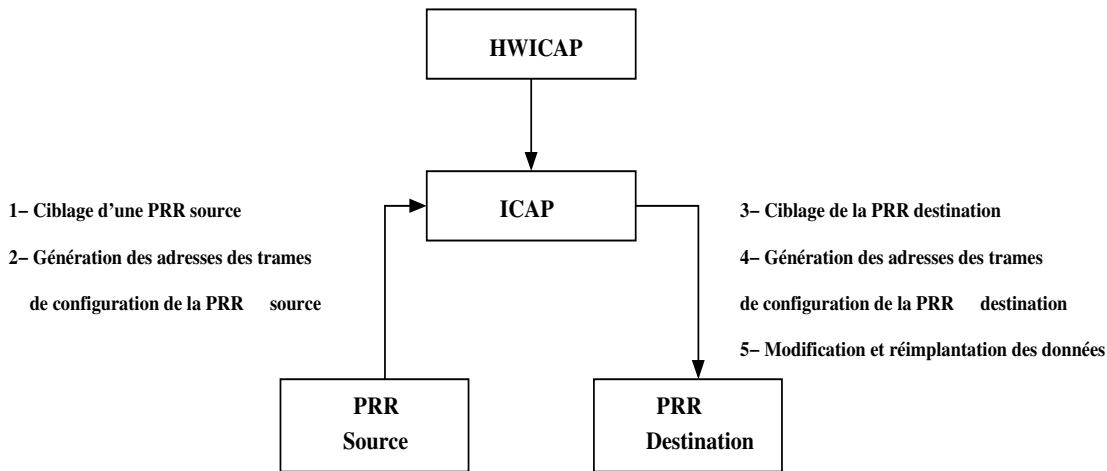 HWICAP
ICAP
1– Ciblage d'une PRR source
2– Génération des adresses des trames
de configuration de la PRR source
3– Ciblage de la PRR destination
4– Génération des adresses des trames
de configuration de la PRR destination
5– Modification et réimplantation des données
PRR
Source
PRR
Destination